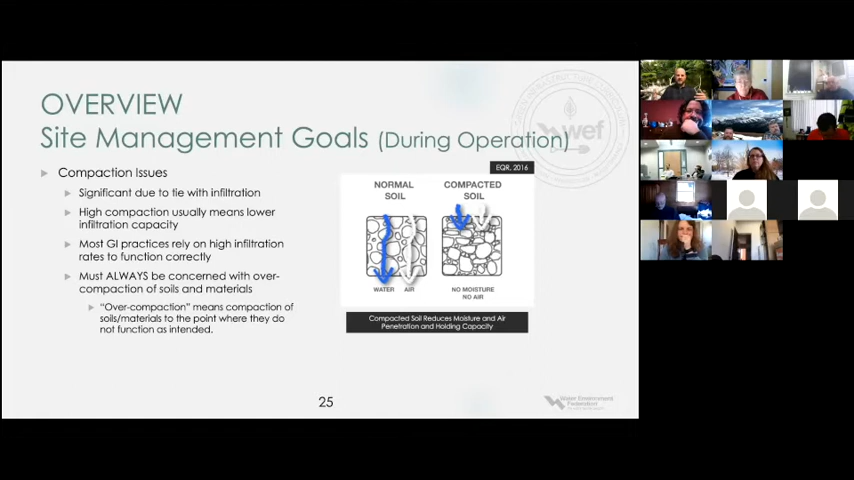 OVERVIEW
Site Management Goals (During Operation)
Compaction Issues
Significant due to tie with infiltration
High compaction usually means lower
infiltration capacity
Most GI practices rely on high infiltration
rates to function correctly
Must ALWAYS be concerned with over-
compaction of soils and materials
"Over-compaction" means compaction of
soils/materials to the point where they do
not function as intended.
EQR, 2016
NORMAL
SOIL
COMPACTED
SOIL
WATER AIR
NO MOISTURE
NO AIR
Compacted Soil Reduces Moisture and Air
Penetration and Holding Capacity
wef
25
Water Environment
Federation